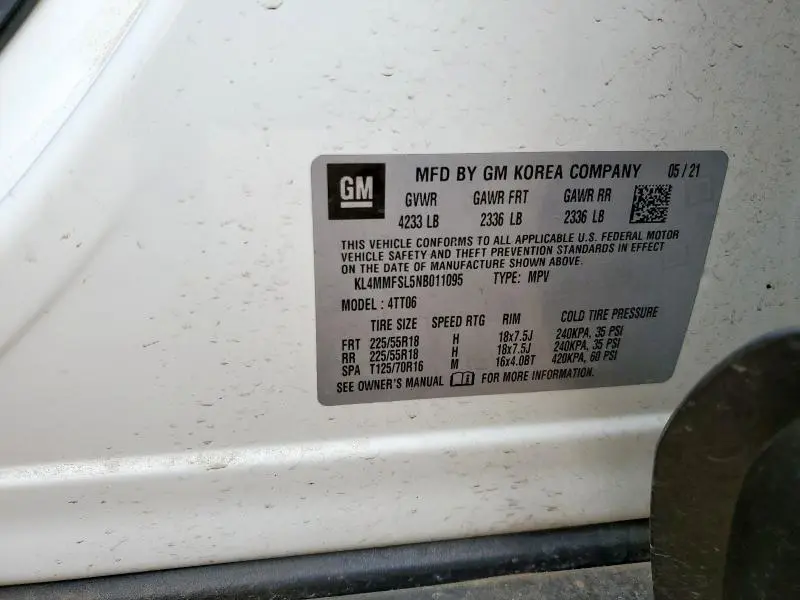 GM
MFD BY GM KOREA COMPANY 05/21
GVWR GAWR FRT GAWR RR
4233 LB 2336 LB 2336 LB
THIS VEHICLE CONFORMS TO ALL APPLICABLE U.S. FEDERAL MOTOR
VEHICLE SAFETY AND THEFT PREVENTION STANDARDS IN EFFECT
ON THE DATE OF MANUFACTURE SHOWN ABOVE.
KL4MMFSL5NB011095 TYPE: MPV
MODEL: 4TT06
TIRE SIZE SPEED RTG RIM COLD TIRE PRESSURE
FRT 225/55R18 H 18x7.5J 240KPA, 35 PSI
RR 225/55R18 H 18x7.5J 240KPA, 35 PSI
SPA T125/70R16 M 16x4.0BT 420KPA, 60 PSI
SEE OWNER'S MANUAL FOR MORE INFORMATION.